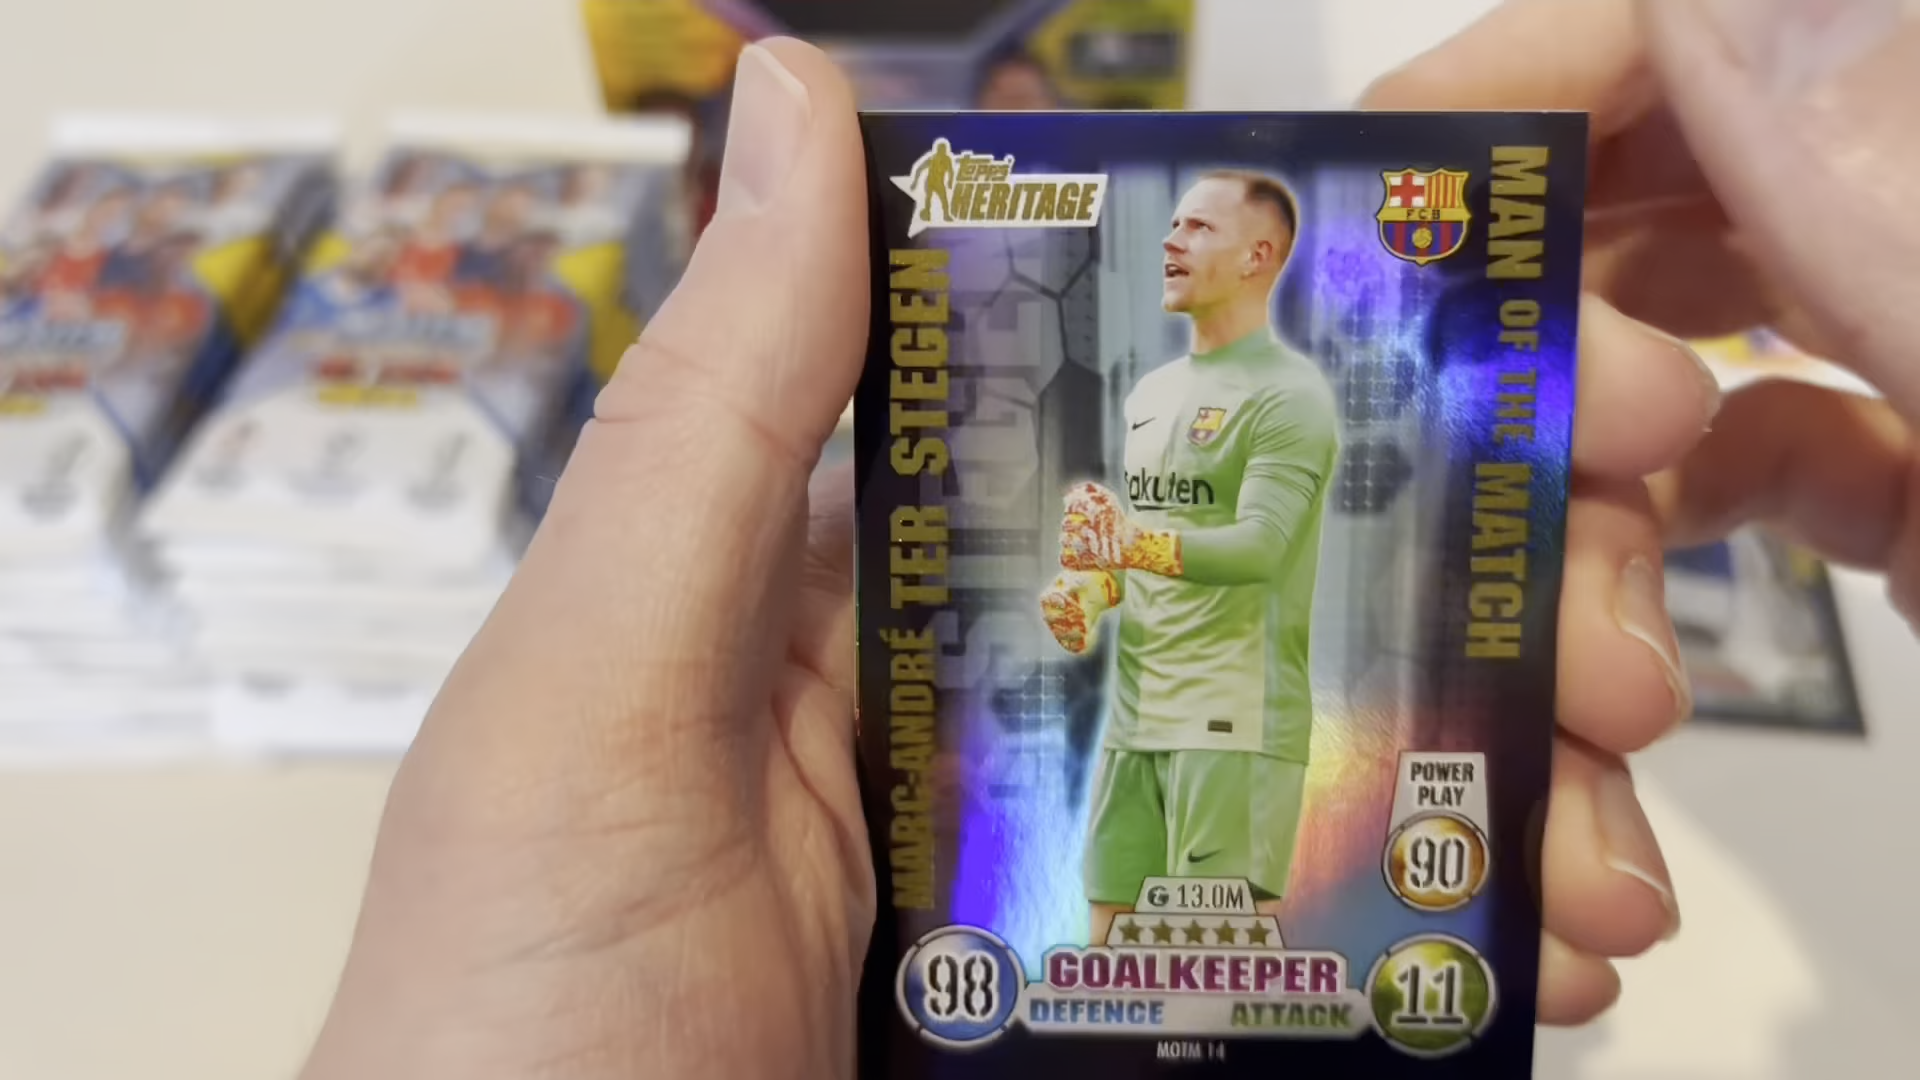 topps
HERITAGE
FCB
MAN OF THE MATCH
MARC-ANDRÉ TER STEGEN
STEGEN
Rakuten
POWER
PLAY
90
13.0M
98
GOALKEEPER
11
DEFENCE
ATTACK
MOTM 14